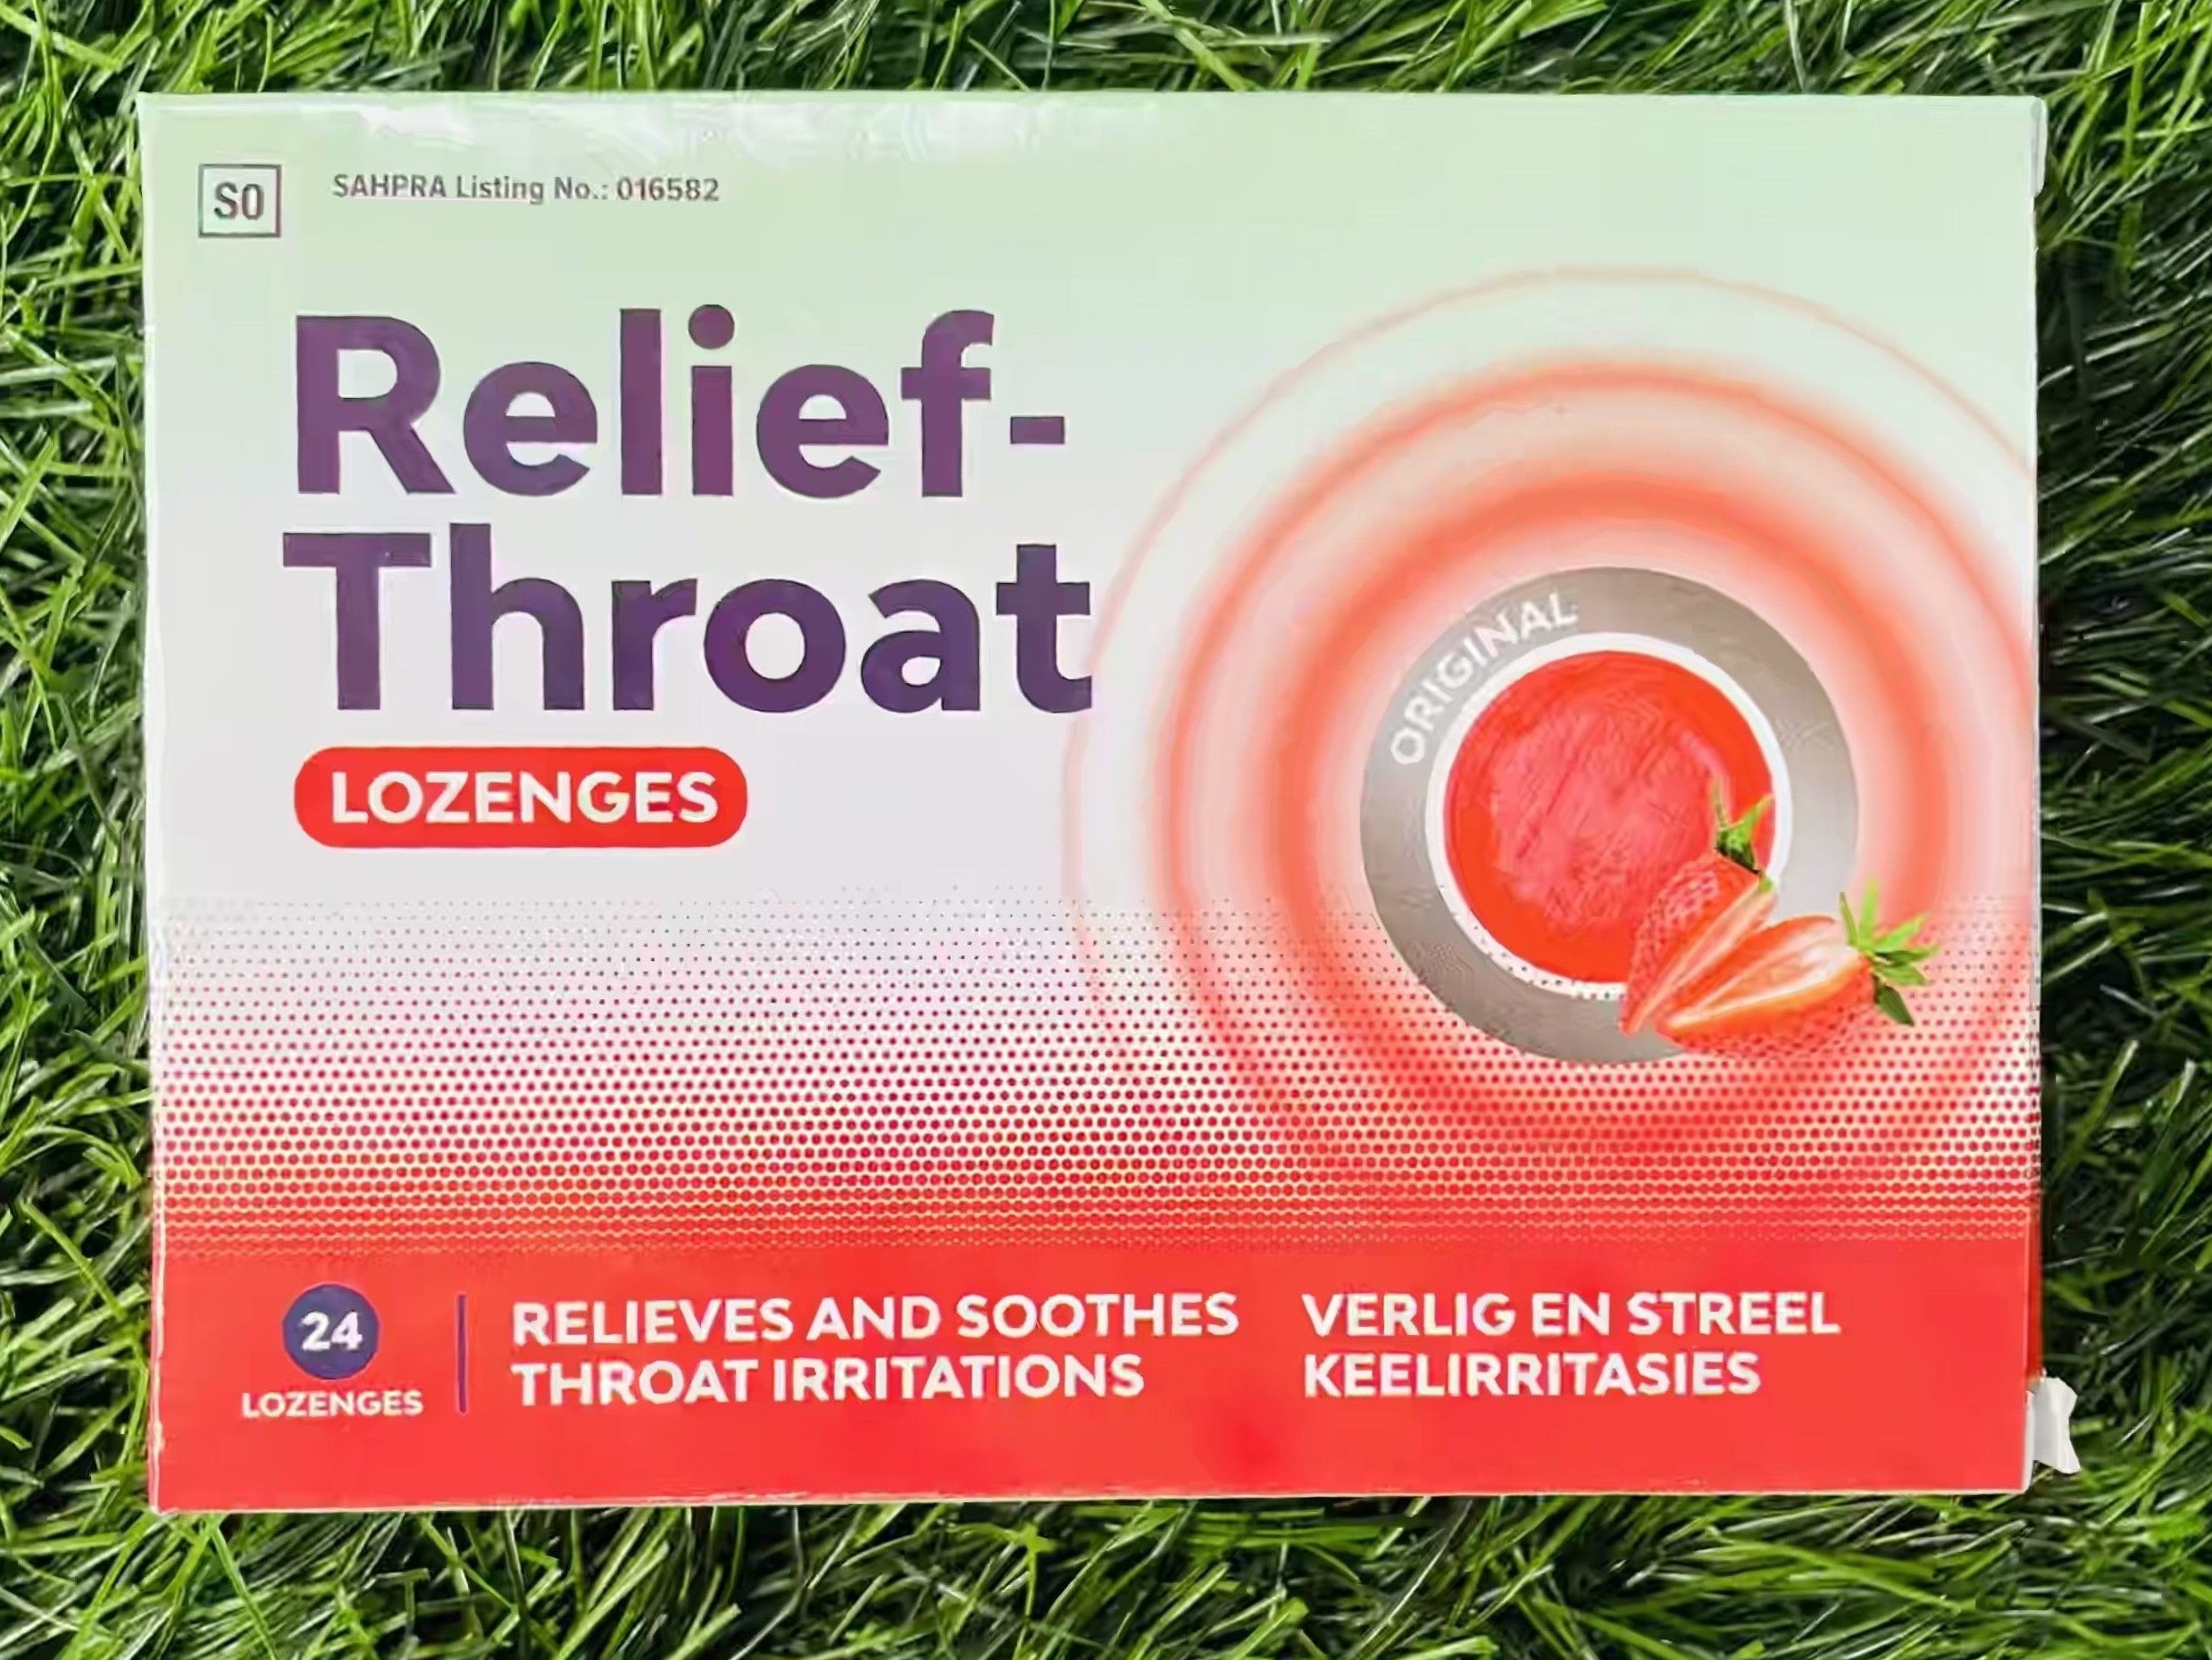 S0
SAHPRA Listing No.: 016582
Relief-
Throat
LOZENGES
ORIGINAL
24
LOZENGES
RELIEVES AND SOOTHES
THROAT IRRITATIONS
VERLIG EN STREEL
KEELIRRITASIES